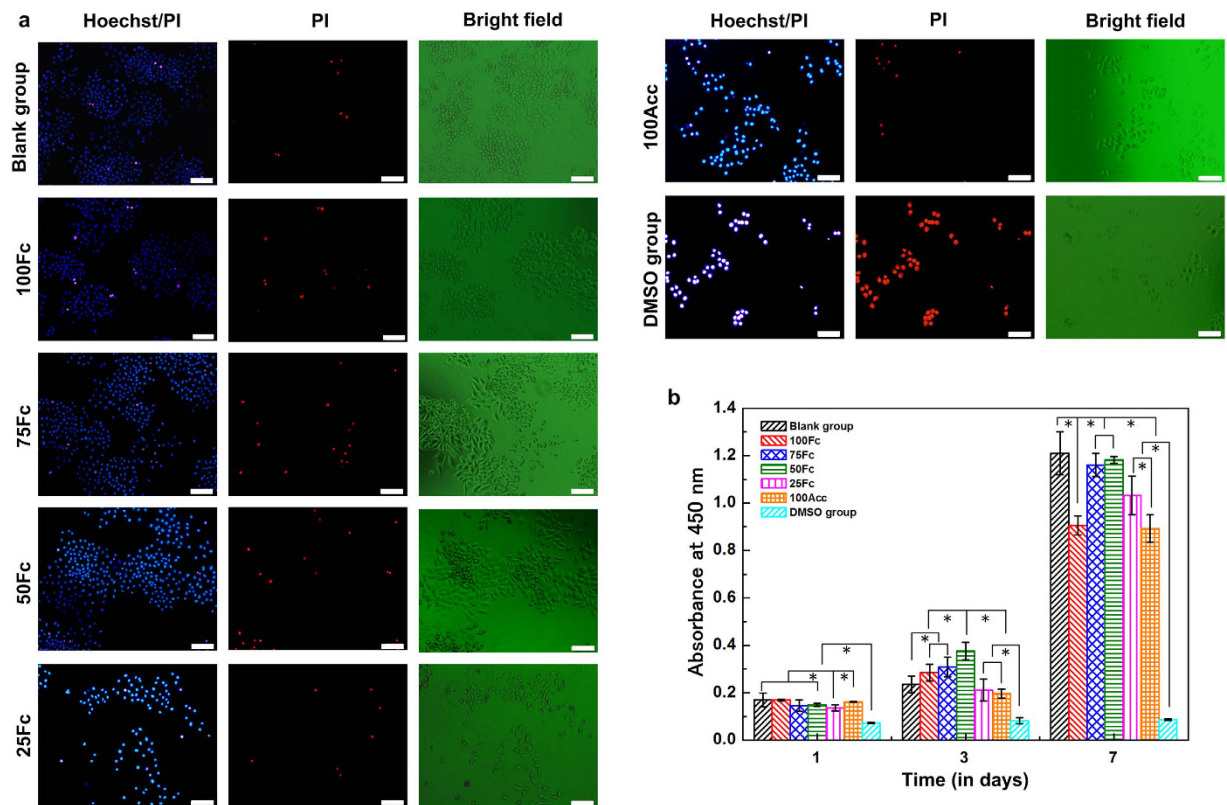 a
Hoechst/PI PI Bright field
Blank group
100Fc
75Fc
50Fc
25Fc
Hoechst/PI PI Bright field
100Acc
DMSO group
b
Absorbance at 450 nm
1.4
1.2
1.0
0.8
0.6
0.4
0.2
0.0
Blank group
100Fc
75Fc
50Fc
25Fc
100Acc
DMSO group
* * *
* *
*
* * *
* *
*
* *
1 3 7
Time (in days)